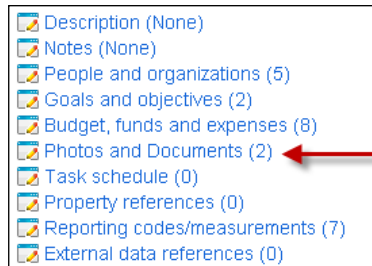 Description (None)
Notes (None)
People and organizations (5)
Goals and objectives (2)
Budget, funds and expenses (8)
Photos and Documents (2)
Task schedule (0)
Property references (0)
Reporting codes/measurements (7)
External data references (0)